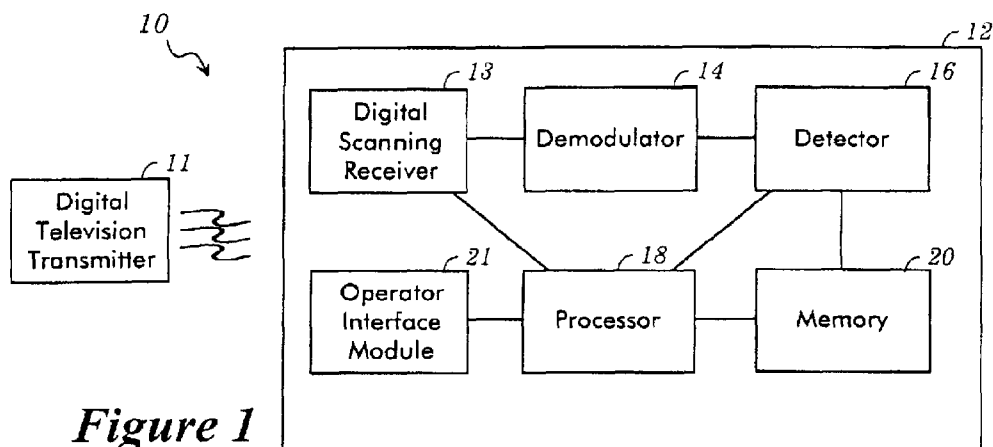 10
12
13
Digital
Scanning
Receiver
14
Demodulator
16
Detector
11
Digital
Television
Transmitter
21
Operator
Interface
Module
18
Processor
20
Memory
Figure 1